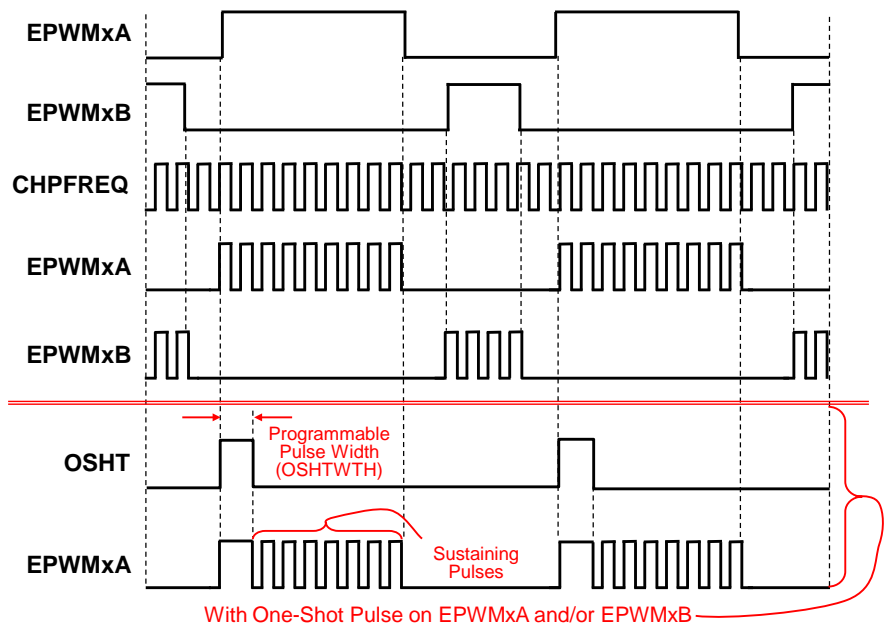 EPWMxA
EPWMxB
CHPFREQ
EPWMxA
EPWMxB
Programmable
Pulse Width
(OSHTWTH)
OSHT
Sustaining
Pulses
EPWMxA
With One-Shot Pulse on EPWMxA and/or EPWMxB